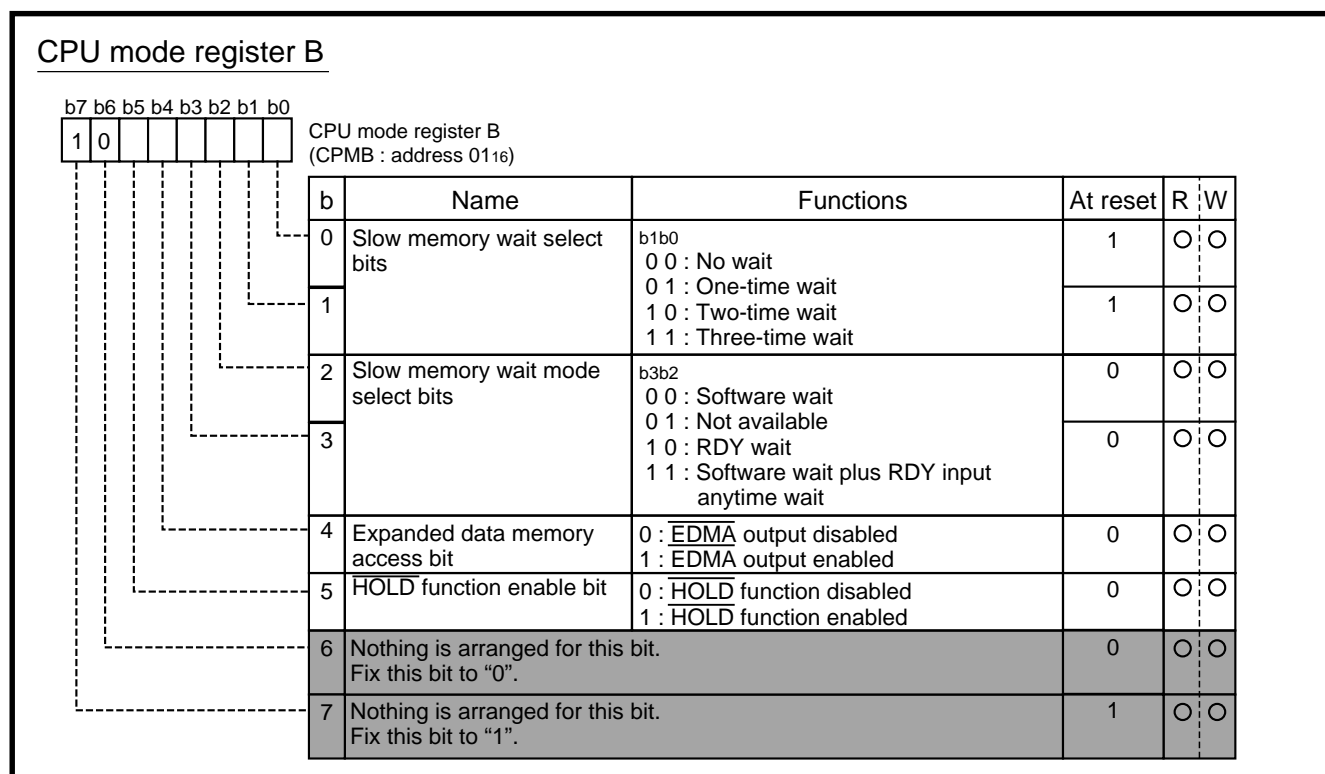 CPU mode register B
b7 b6 b5 b4 b3 b2 b1 b0
1 0
CPU mode register B
(CPMB : address 0116)
b Name Functions At reset R W
0 Slow memory wait select bits
b1b0
0 0 : No wait
0 1 : One-time wait
1 0 : Two-time wait
1 1 : Three-time wait
1 O O
1
1 O O
2 Slow memory wait mode select bits
b3b2
0 0 : Software wait
0 1 : Not available
1 0 : RDY wait
1 1 : Software wait plus RDY input
anytime wait
0 O O
3
0 O O
4 Expanded data memory access bit
0 : EDMA output disabled
1 : EDMA output enabled
0 O O
5 HOLD function enable bit
0 : HOLD function disabled
1 : HOLD function enabled
0 O O
6 Nothing is arranged for this bit.
Fix this bit to “0”.
0 O O
7 Nothing is arranged for this bit.
Fix this bit to “1”.
1 O O